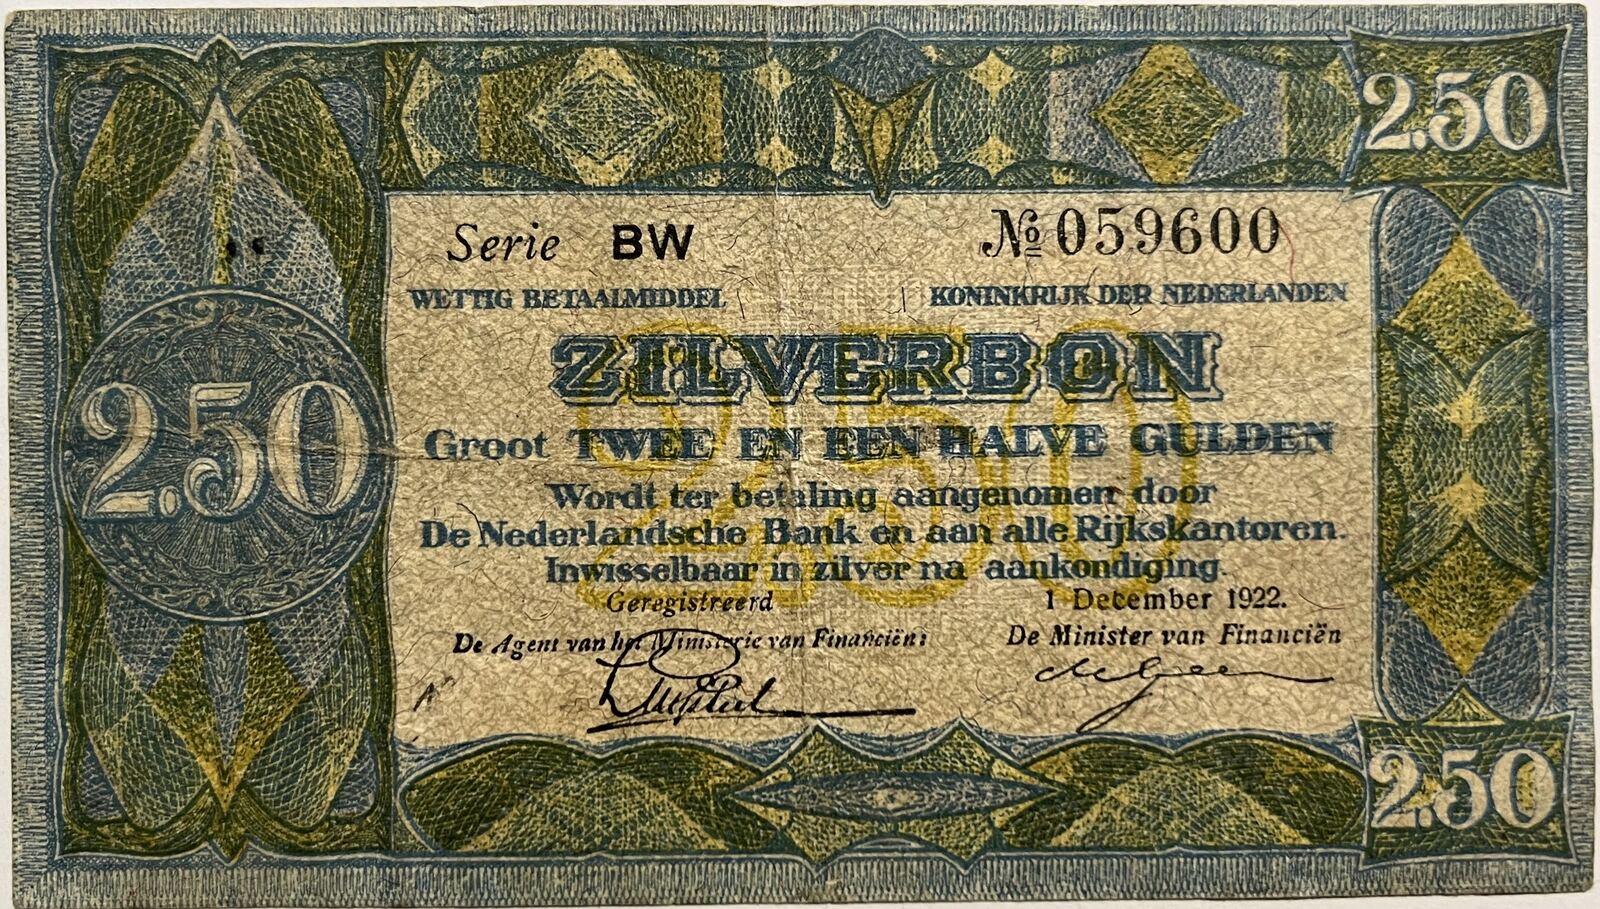 2.50
Serie BW № 059600
WETTIG BETAALMIDDEL KONINKRIJK DER NEDERLANDEN
ZILVERBON
2.50
2.50
Groot TWEE EN EEN HALVE GULDEN
Wordt ter betaling aangenomen door
De Nederlandsche Bank en aan alle Rijkskantoren.
Inwisselbaar in zilver na aankondiging.
Geregistreerd 1 December 1922.
De Agent van het Ministerie van Financiën: De Minister van Financiën
2.50